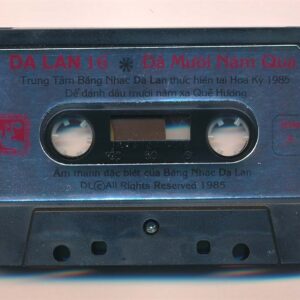 DẠ LAN 16 * Đã Mười Năm Qua
Trung Tâm Băng Nhạc Dạ Lan thực hiện tại Hoa Kỳ 1985
Để đánh dấu mười năm xa Quê Hương
Âm thanh đặc biệt của Băng Nhạc Dạ Lan
DL©All Rights Reserved 1985